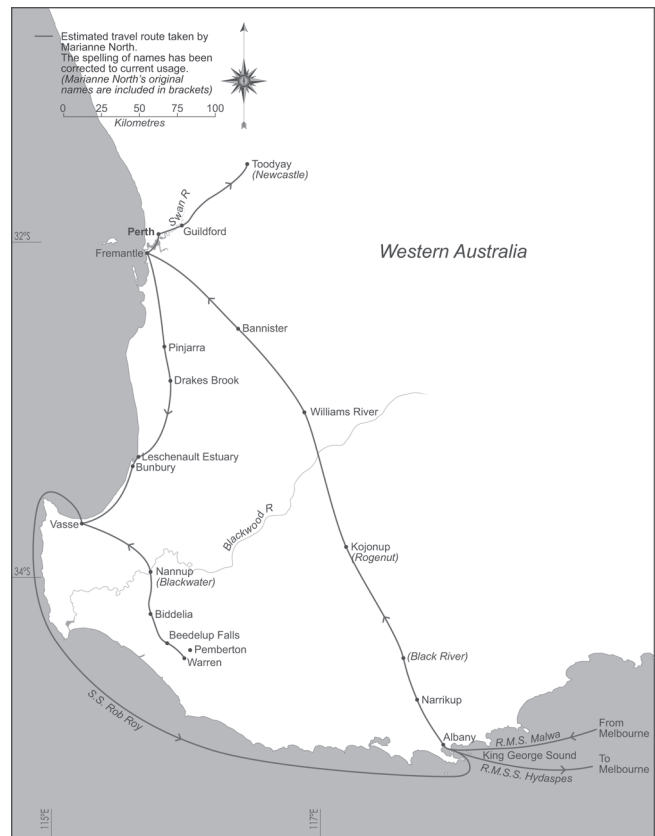 Estimated travel route taken by
Marianne North.
The spelling of names has been
corrected to current usage.
(Marianne North's original
names are included in brackets)
0 25 50 75 100
Kilometres
Toodyay
(Newcastle)
Swan R
Perth
Guildford
32°S
Fremantle
Western Australia
Bannister
Pinjarra
Drakes Brook
Williams River
Leschenault Estuary
Bunbury
Vasse
Blackwood R
Kojonup
(Rogenut)
34°S
Nannup
(Blackwater)
Biddelia
Beedelup Falls
Pemberton
Warren
(Black River)
Narrikup
S.S. Rob Roy
Albany
R.M.S. Malwa
From
Melbourne
King George Sound
R.M.S.S. Hydaspes
To
Melbourne
115°E
117°E